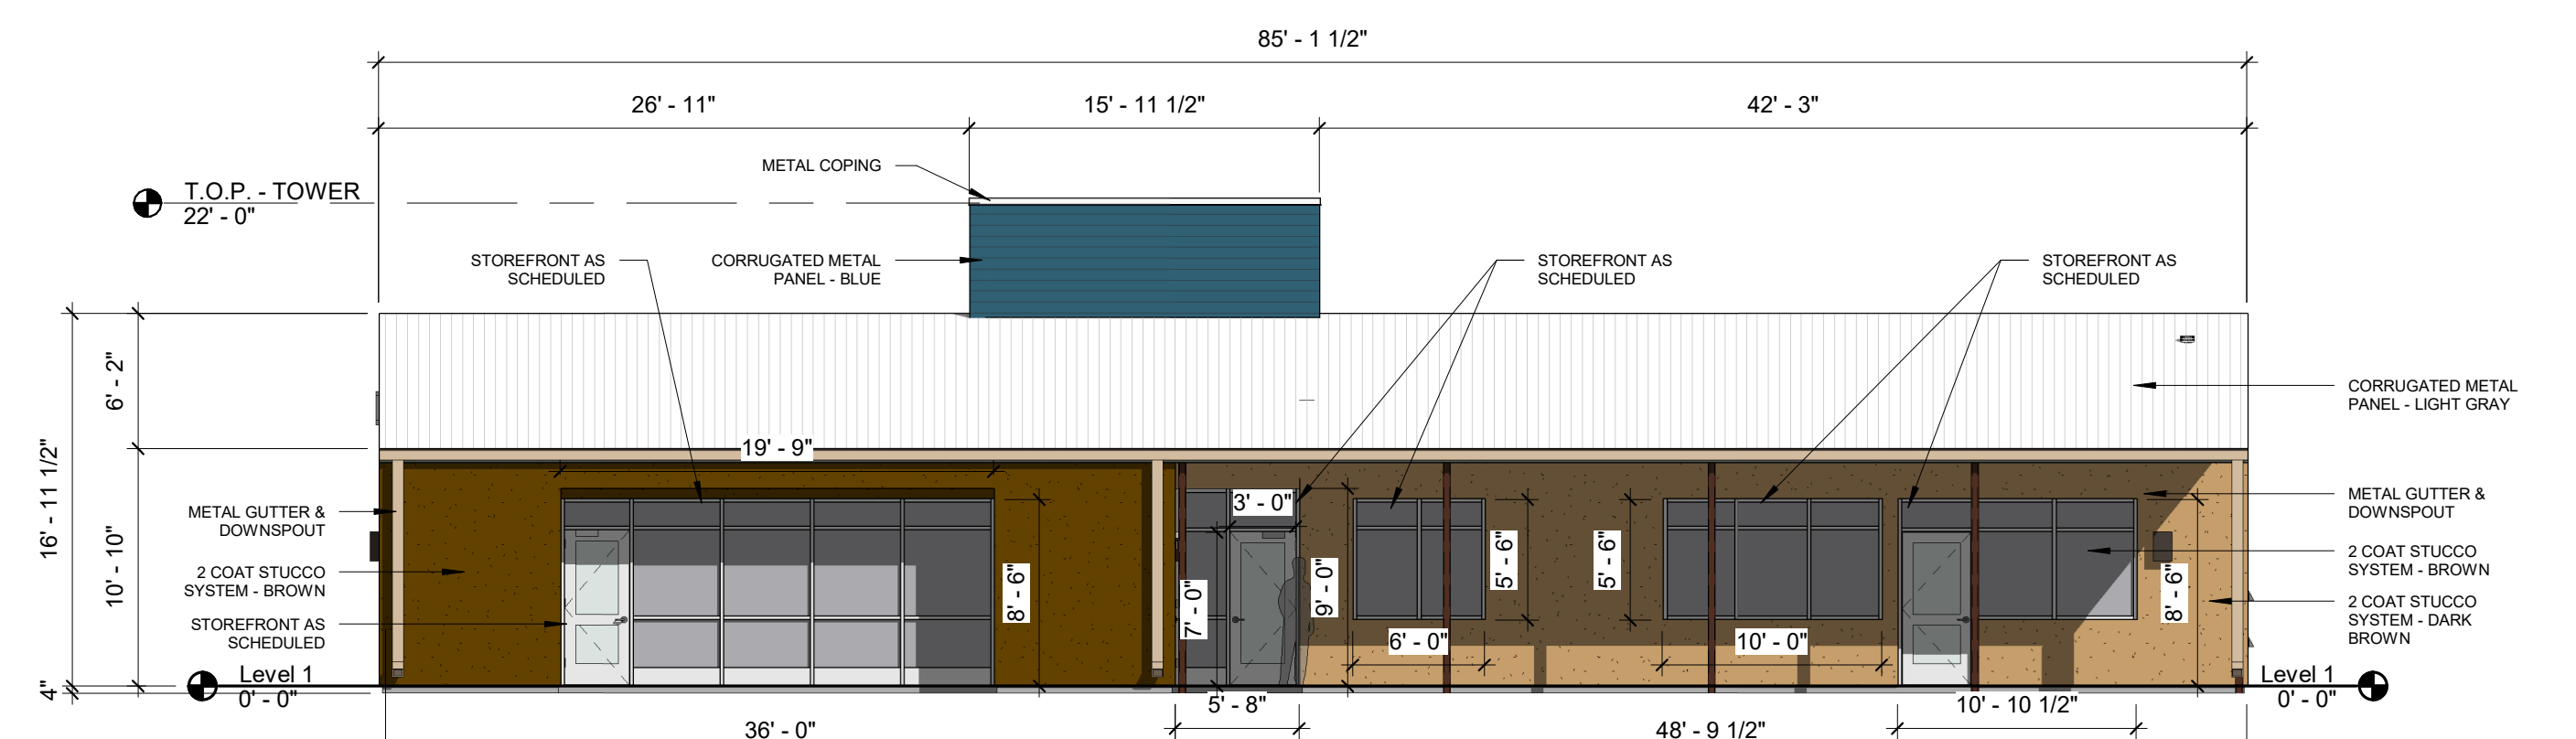 85' - 1 1/2"
26' - 11"
15' - 11 1/2"
42' - 3"
METAL COPING
T.O.P. - TOWER
22' - 0"
STOREFRONT AS
SCHEDULED
CORRUGATED METAL
PANEL - BLUE
STOREFRONT AS
SCHEDULED
STOREFRONT AS
SCHEDULED
6' - 2"
16' - 11 1/2"
10' - 10"
4"
CORRUGATED METAL
PANEL - LIGHT GRAY
19' - 9"
METAL GUTTER &
DOWNSPOUT
2 COAT STUCCO
SYSTEM - BROWN
STOREFRONT AS
SCHEDULED
8' - 6"
7' - 0"
3' - 0"
9' - 0"
5' - 6"
6' - 0"
5' - 6"
10' - 0"
8' - 6"
METAL GUTTER &
DOWNSPOUT
2 COAT STUCCO
SYSTEM - BROWN
2 COAT STUCCO
SYSTEM - DARK
BROWN
Level 1
0' - 0"
Level 1
0' - 0"
36' - 0"
5' - 8"
48' - 9 1/2"
10' - 10 1/2"